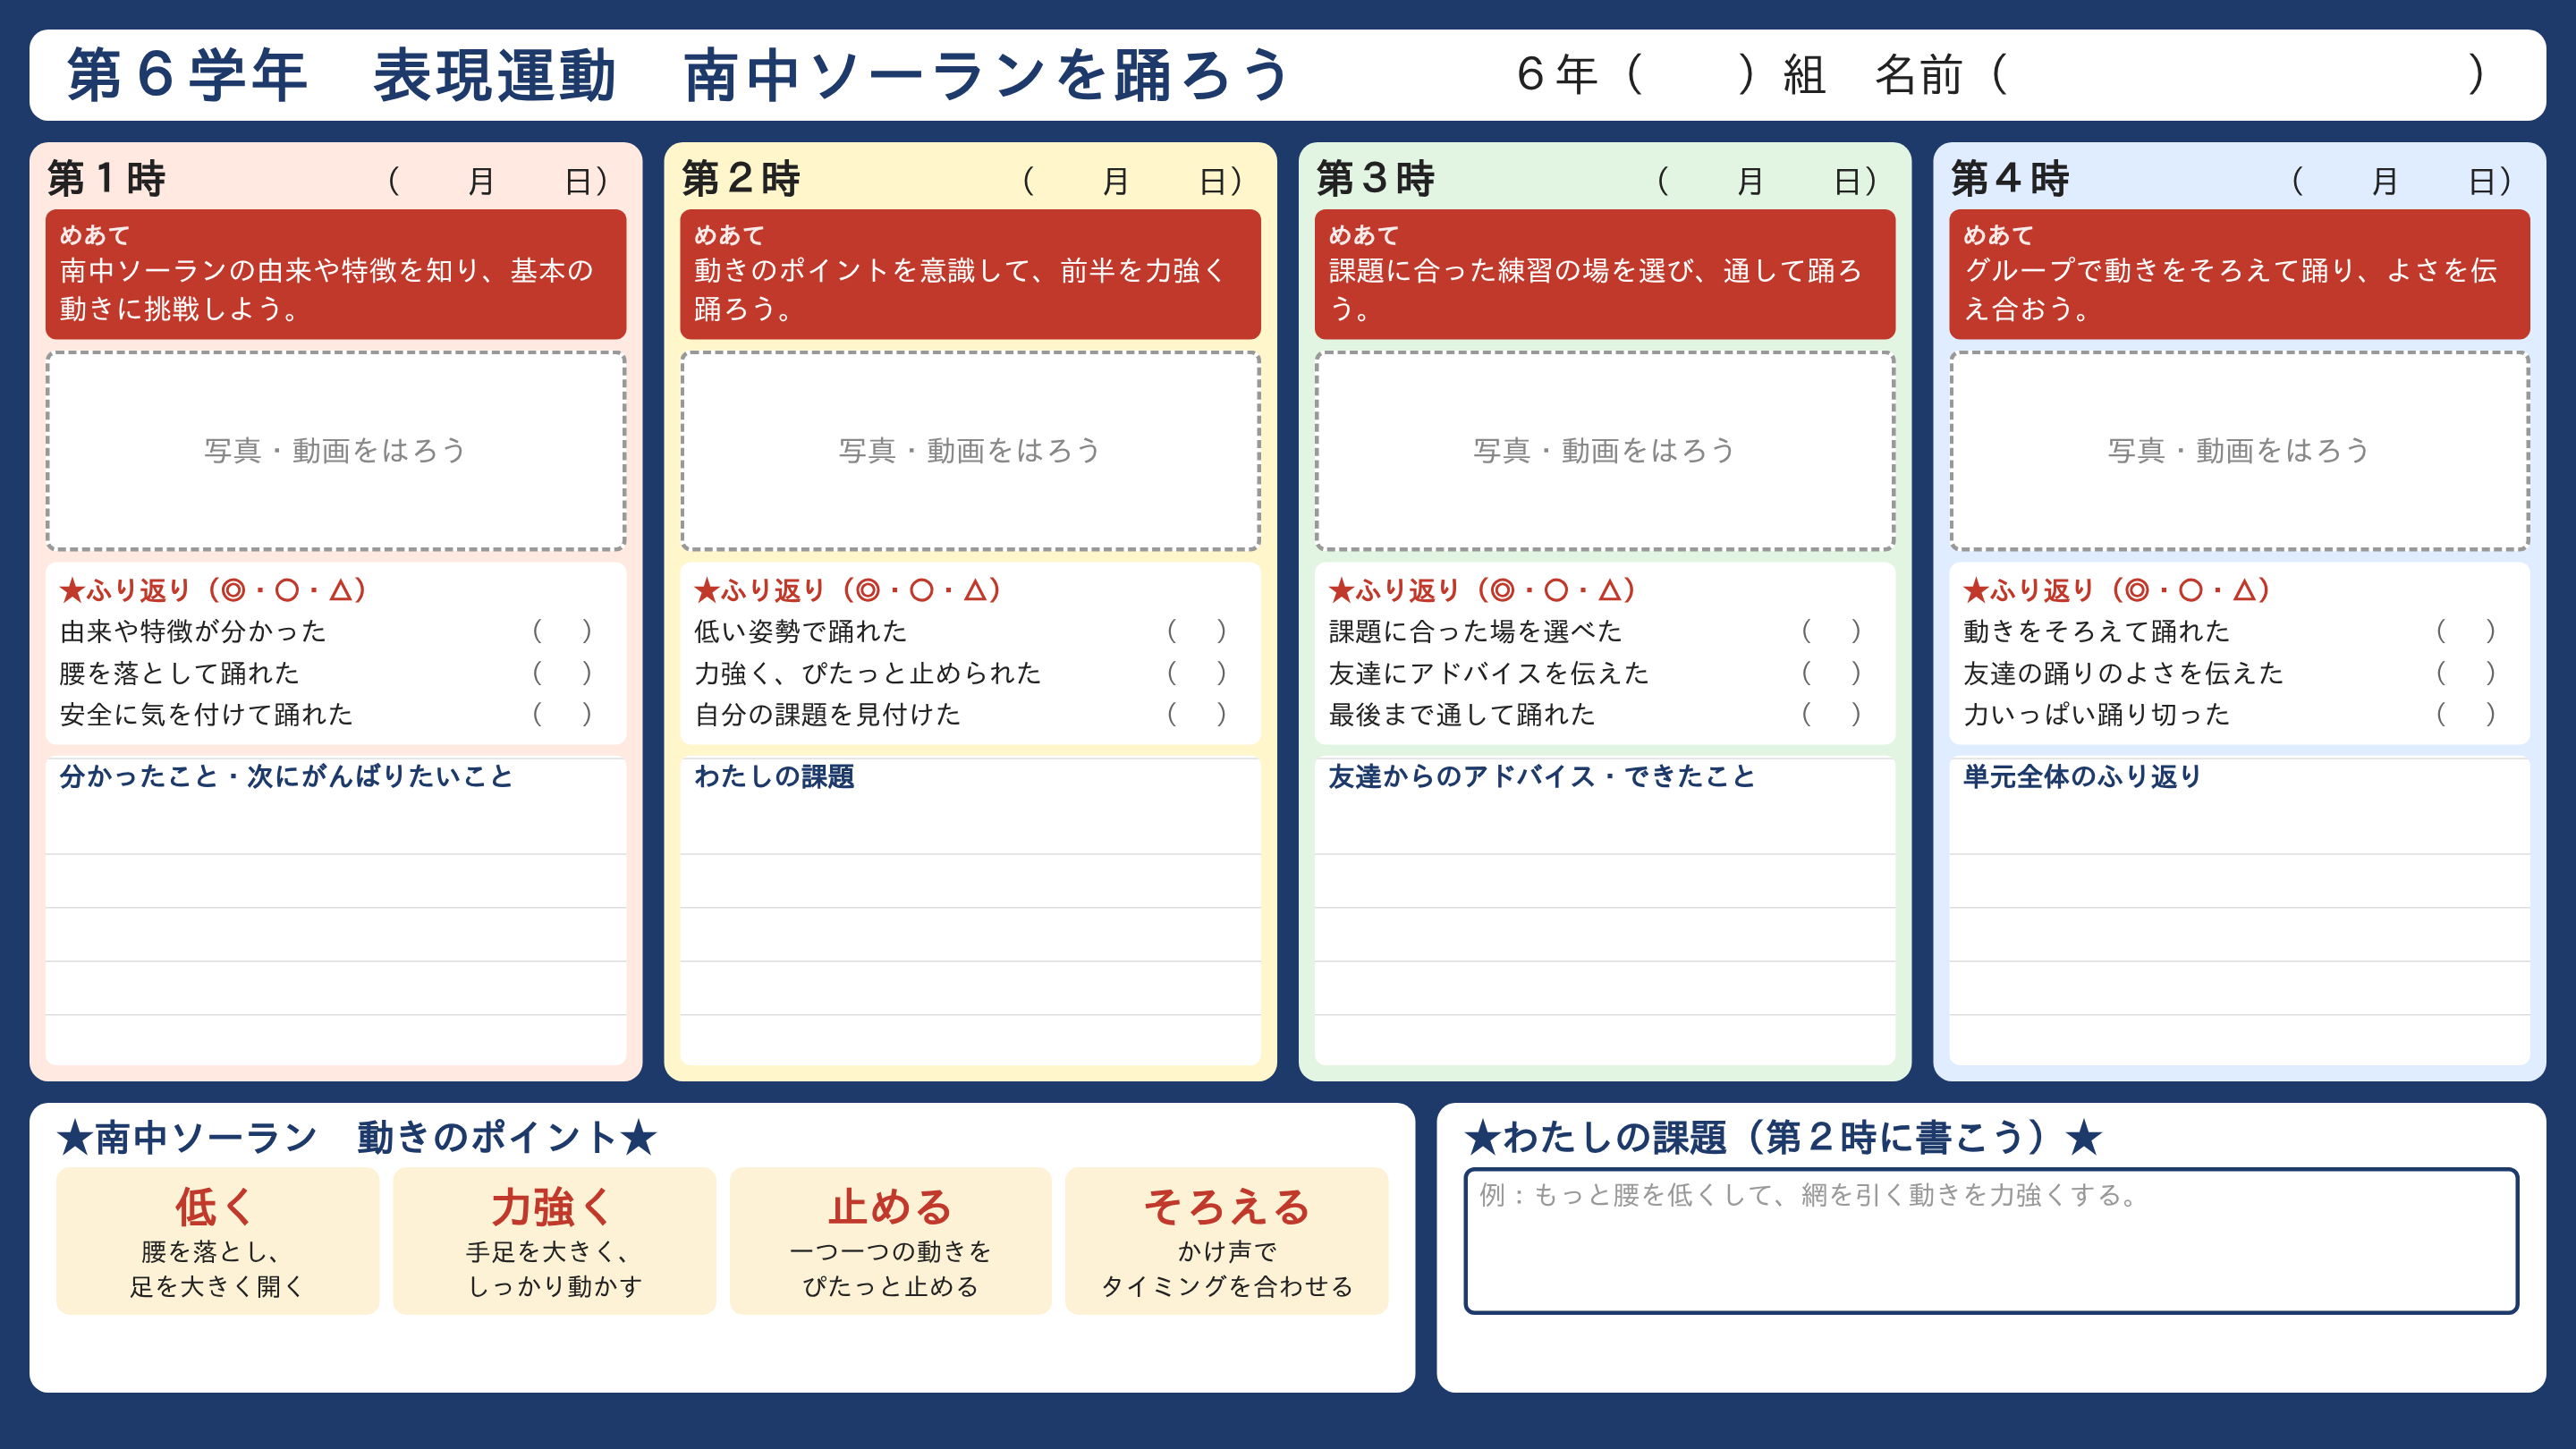 第６学年　表現運動　南中ソーランを踊ろう　６年（　　）組　名前（　　　　　　　　　）
第１時　（　　月　　日）
めあて
南中ソーランの由来や特徴を知り、基本の
動きに挑戦しよう。
写真・動画をはろう
★ふり返り（◎・〇・△）
由来や特徴が分かった （　）
腰を落として踊れた （　）
安全に気を付けて踊れた （　）
分かったこと・次にがんばりたいこと
第２時　（　　月　　日）
めあて
動きのポイントを意識して、前半を力強く
踊ろう。
写真・動画をはろう
★ふり返り（◎・〇・△）
低い姿勢で踊れた （　）
力強く、ぴたっと止められた （　）
自分の課題を見付けた （　）
わたしの課題
第３時　（　　月　　日）
めあて
課題に合った練習の場を選び、通して踊ろ
う。
写真・動画をはろう
★ふり返り（◎・〇・△）
課題に合った場を選べた （　）
友達にアドバイスを伝えた （　）
最後まで通して踊れた （　）
友達からのアドバイス・できたこと
第４時　（　　月　　日）
めあて
グループで動きをそろえて踊り、よさを伝
え合おう。
写真・動画をはろう
★ふり返り（◎・〇・△）
動きをそろえて踊れた （　）
友達の踊りのよさを伝えた （　）
力いっぱい踊り切った （　）
単元全体のふり返り
★南中ソーラン　動きのポイント★
低く
腰を落とし、
足を大きく開く
力強く
手足を大きく、
しっかり動かす
止める
一つ一つの動きを
ぴたっと止める
そろえる
かけ声で
タイミングを合わせる
★わたしの課題（第２時に書こう）★
例：もっと腰を低くして、網を引く動きを力強くする。